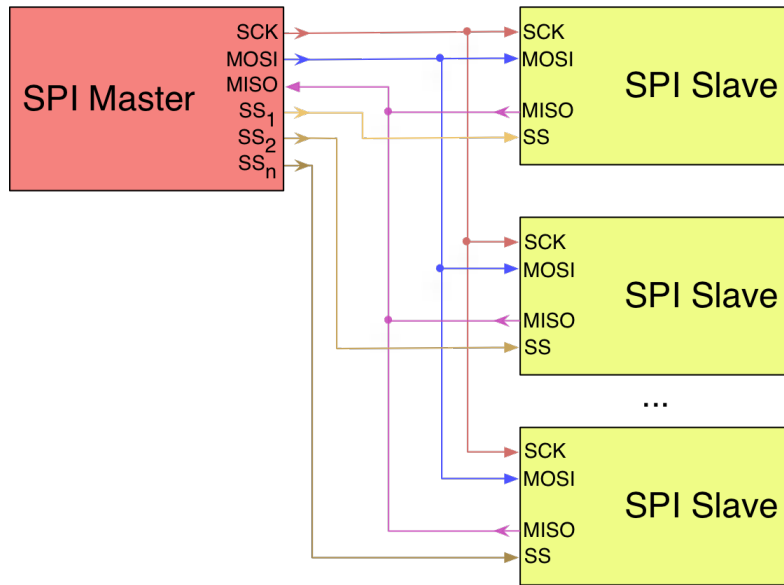 SCK
MOSI
MISO
SPI Master
SS1
SS2
SSn
SCK
MOSI
SPI Slave
MISO
SS
SCK
MOSI
SPI Slave
MISO
SS
...
SCK
MOSI
SPI Slave
MISO
SS